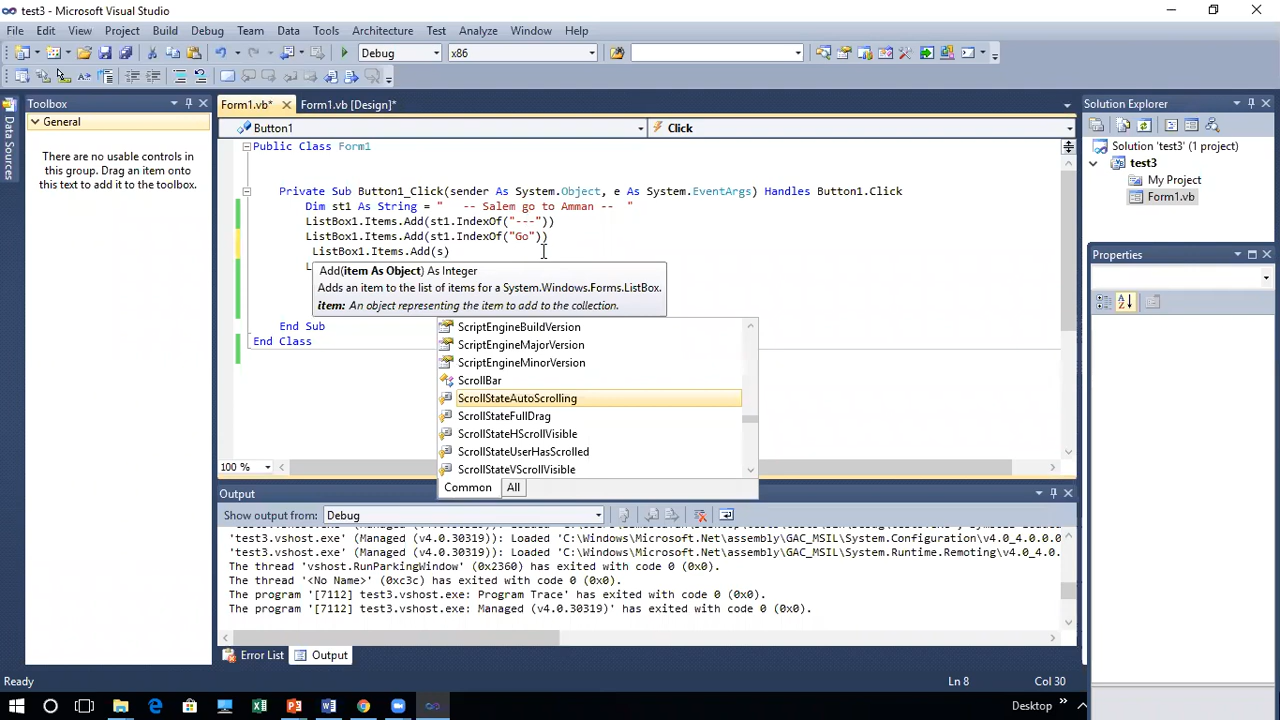 test3 - Microsoft Visual Studio
File Edit View Project Build Debug Team Data Tools Architecture Test Analyze Window Help
Debug x86
Toolbox
General
There are no usable controls in this group. Drag an item onto this text to add it to the toolbox.
Data Sources
Form1.vb* Form1.vb [Design]*
Button1 Click
Public Class Form1
Private Sub Button1_Click(sender As System.Object, e As System.EventArgs) Handles Button1.Click
Dim st1 As String = "   -- Salem go to Amman --  "
ListBox1.Items.Add(st1.IndexOf("---"))
ListBox1.Items.Add(st1.IndexOf("Go"))
ListBox1.Items.Add(s)
Add(item As Object) As Integer
Adds an item to the list of items for a System.Windows.Forms.ListBox.
item: An object representing the item to add to the collection.
End Sub
End Class
ScriptEngineBuildVersion
ScriptEngineMajorVersion
ScriptEngineMinorVersion
ScrollBar
ScrollStateAutoScrolling
ScrollStateFullDrag
ScrollStateHScrollVisible
ScrollStateUserHasScrolled
ScrollStateVScrollVisible
Common All
100 %
Output
Show output from: Debug
'test3.vshost.exe' (Managed (v4.0.30319)): Loaded 'C:\Windows\Microsoft.Net\assembly\GAC_MSIL\System.Configuration\v4.0_4.0.0.0
'test3.vshost.exe' (Managed (v4.0.30319)): Loaded 'C:\Windows\Microsoft.Net\assembly\GAC_MSIL\System.Runtime.Remoting\v4.0_4.0.
The thread 'vshost.RunParkingWindow' (0x2360) has exited with code 0 (0x0).
The thread '<No Name>' (0xc3c) has exited with code 0 (0x0).
The program '[7112] test3.vshost.exe: Program Trace' has exited with code 0 (0x0).
The program '[7112] test3.vshost.exe: Managed (v4.0.30319)' has exited with code 0 (0x0).
Error List Output
Solution Explorer
Solution 'test3' (1 project)
test3
My Project
Form1.vb
Properties
Ready Ln 8 Col 30
Desktop